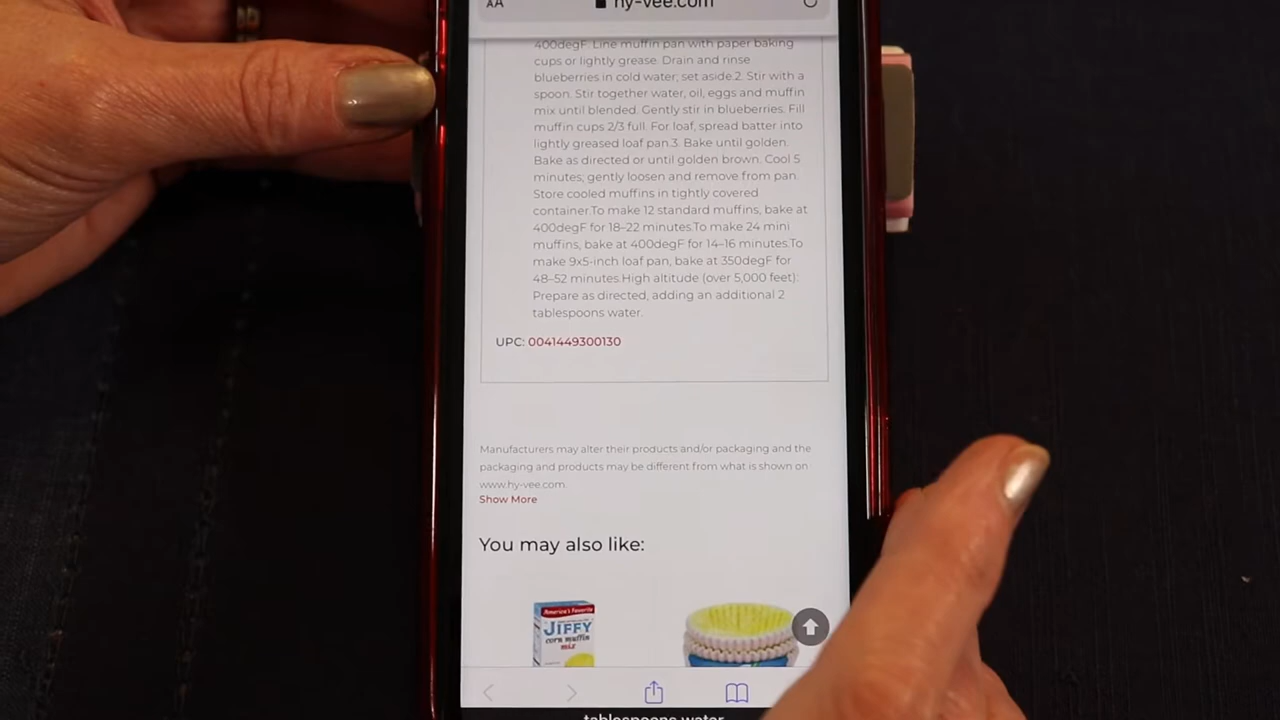 AA hy-vee.com
400degF. Line muffin pan with paper baking
cups or lightly grease. Drain and rinse
blueberries in cold water; set aside.2. Stir with a
spoon. Stir together water, oil, eggs and muffin
mix until blended. Gently stir in blueberries. Fill
muffin cups 2/3 full. For loaf, spread batter into
lightly greased loaf pan.3. Bake until golden.
Bake as directed or until golden brown. Cool 5
minutes; gently loosen and remove from pan.
Store cooled muffins in tightly covered
container.To make 12 standard muffins, bake at
400degF for 18-22 minutes.To make 24 mini
muffins, bake at 400degF for 14-16 minutes.To
make 9x5-inch loaf pan, bake at 350degF for
48-52 minutes.High altitude (over 5,000 feet):
Prepare as directed, adding an additional 2
tablespoons water.
UPC: 0041449300130
Manufacturers may alter their products and/or packaging and the
packaging and products may be different from what is shown on
www.hy-vee.com.
Show More
You may also like:
America's Favorite
JIFFY
corn muffin
mix
tablespoons water